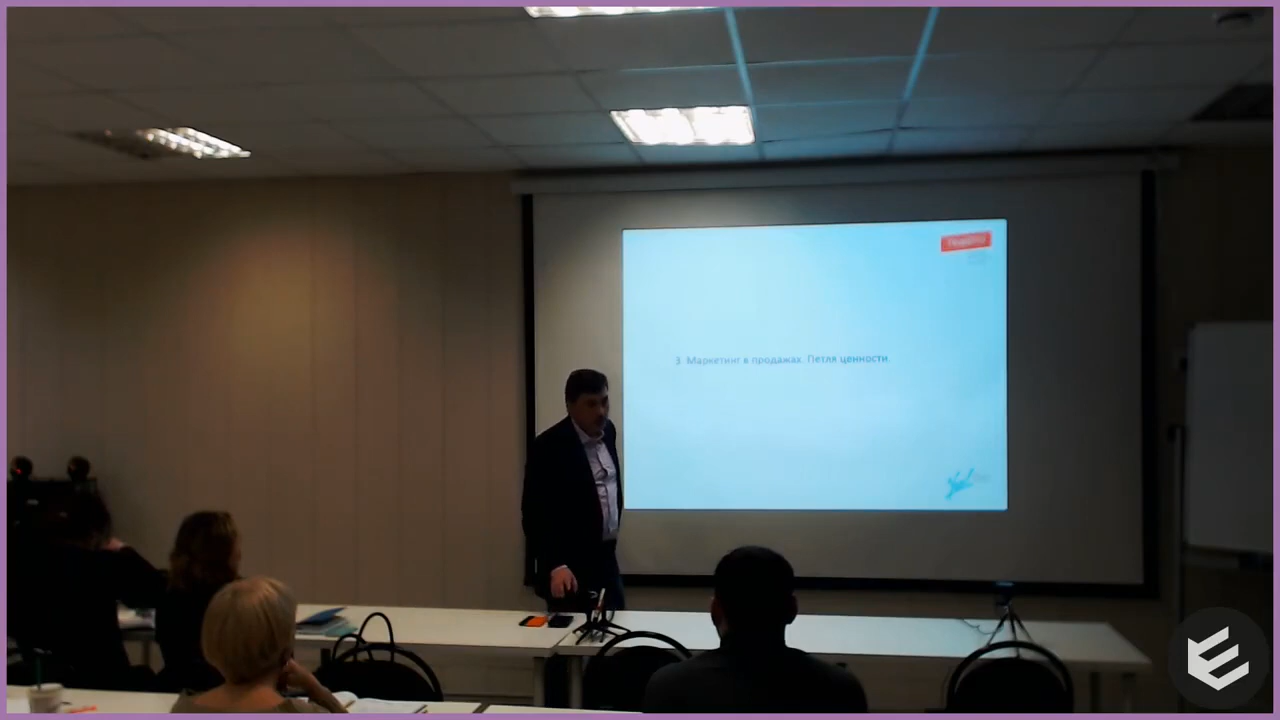 3. Маркетинг в продажах. Петля ценности.